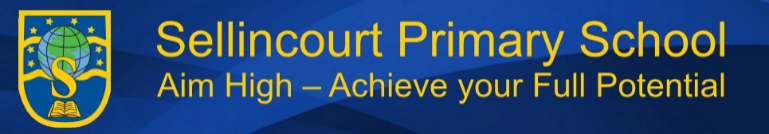 S
Sellincourt Primary School
Aim High – Achieve your Full Potential